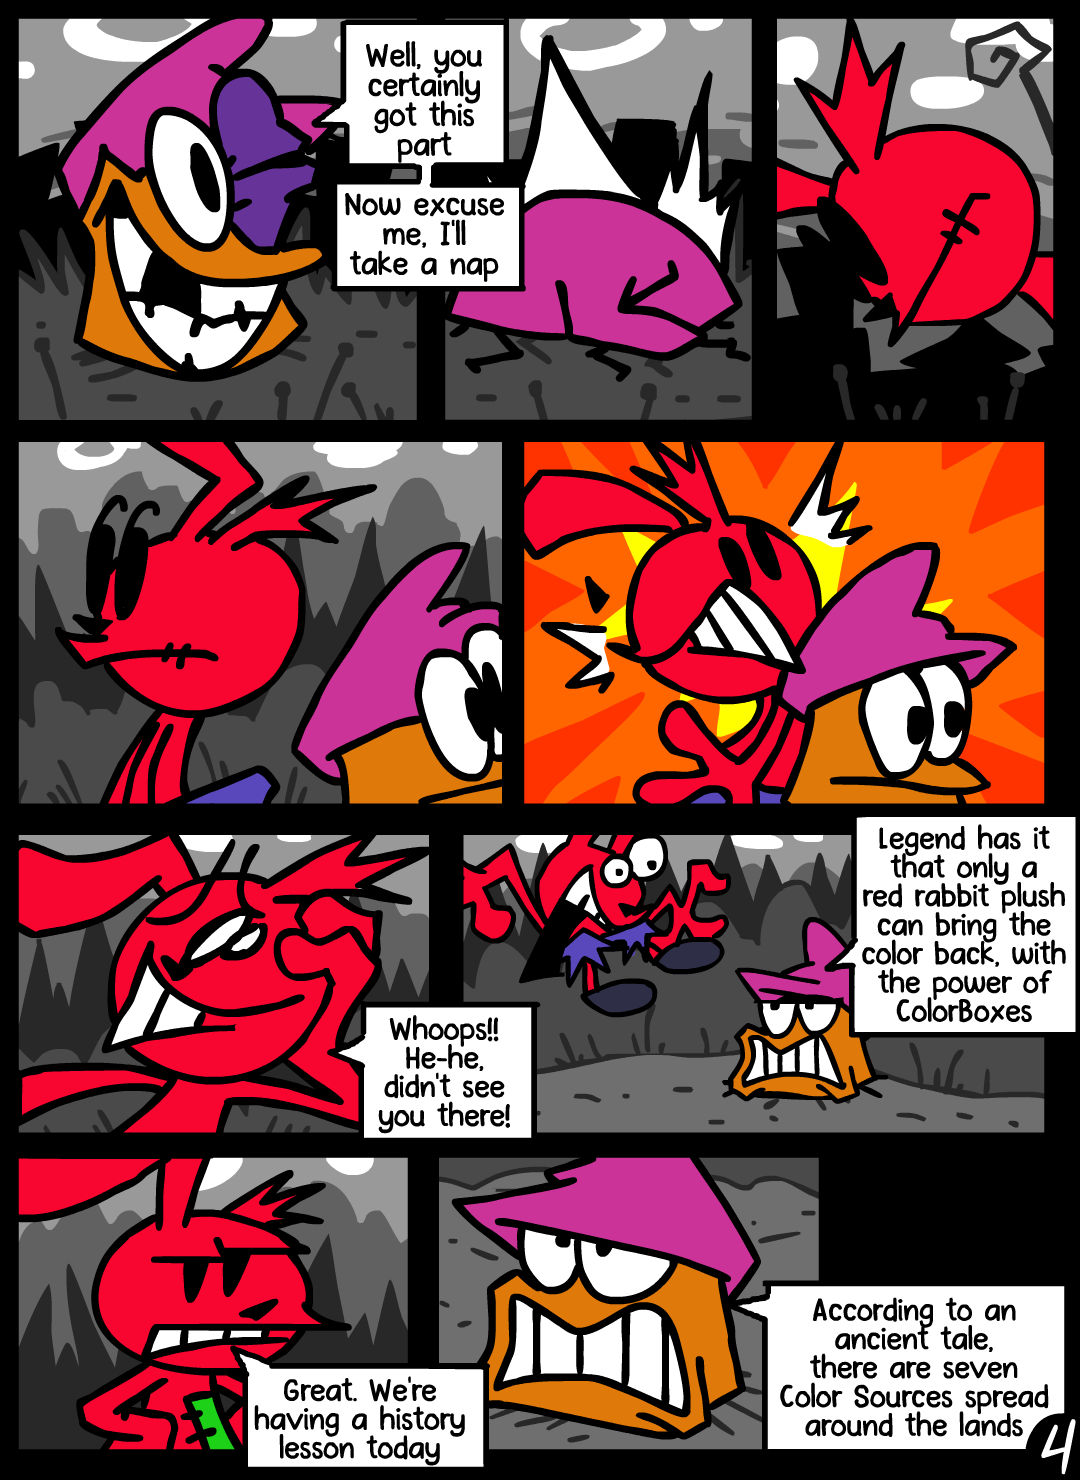 Well, you
certainly
got this
part
Now excuse
me, I'll
take a nap
Whoops!!
He-he,
didn't see
you there!
Legend has it
that only a
red rabbit plush
can bring the
color back, with
the power of
ColorBoxes
Great. We're
having a history
lesson today
According to an
ancient tale,
there are seven
Color Sources spread
around the lands
4